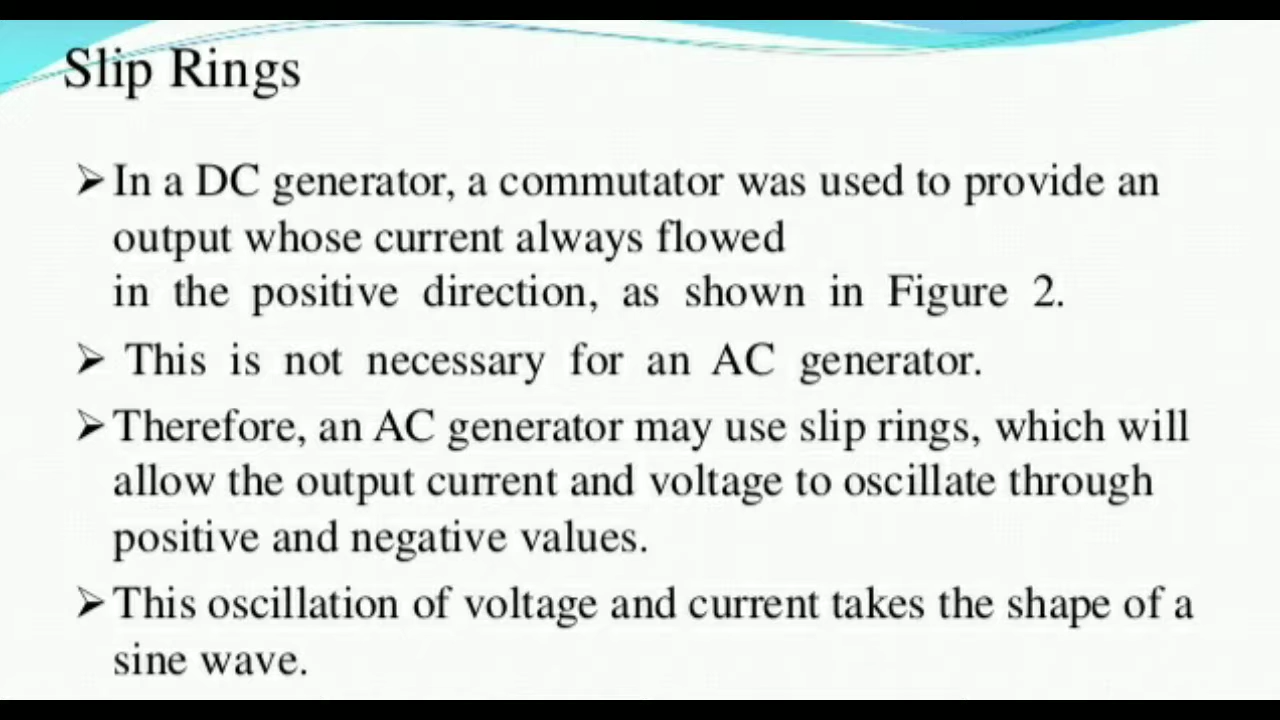 Slip Rings
➢In a DC generator, a commutator was used to provide an
output whose current always flowed
in the positive direction, as shown in Figure 2.
➢ This is not necessary for an AC generator.
➢Therefore, an AC generator may use slip rings, which will
allow the output current and voltage to oscillate through
positive and negative values.
➢This oscillation of voltage and current takes the shape of a
sine wave.